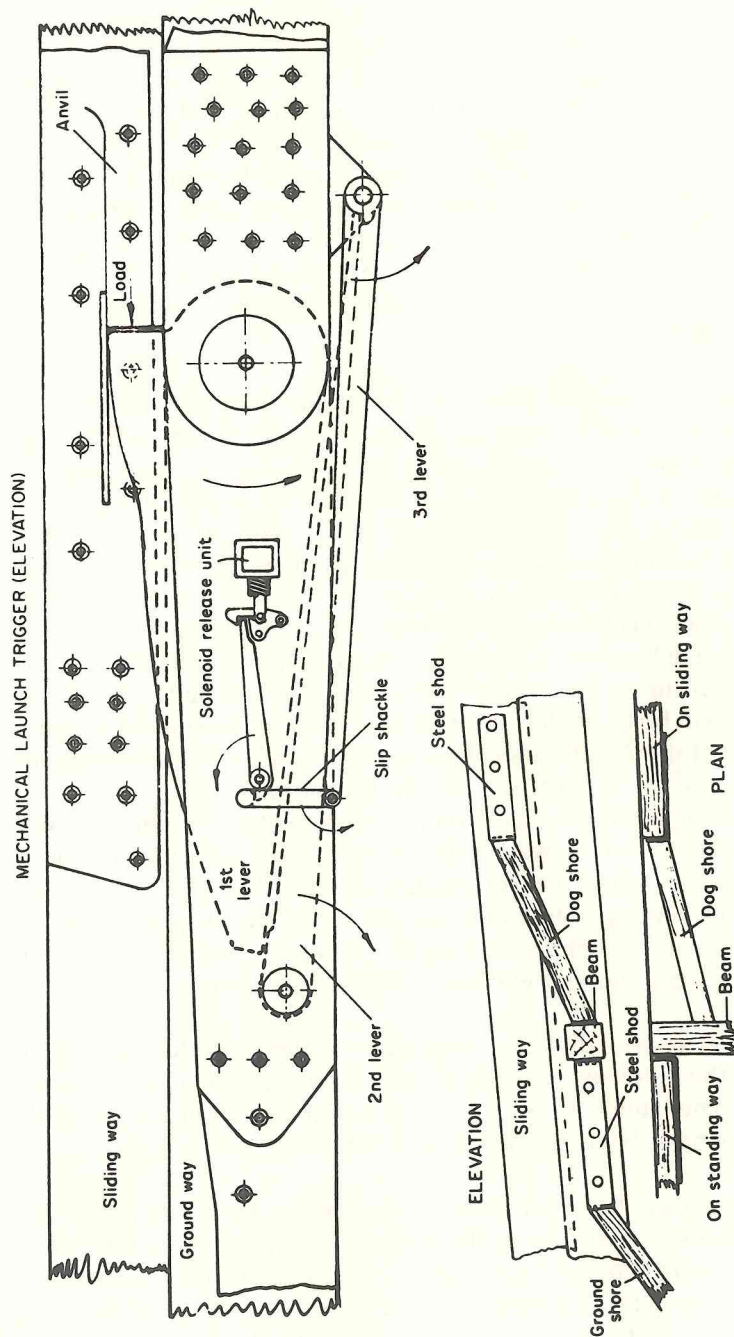 MECHANICAL LAUNCH TRIGGER (ELEVATION)
Sliding way
Anvil
Load
Ground way
1st
lever
Solenoid release unit
Slip shackle
2nd lever
3rd lever
ELEVATION
Sliding way
Steel shod
Dog shore
Beam
Steel shod
Ground
shore
On sliding way
Dog shore
Beam
On standing way
PLAN